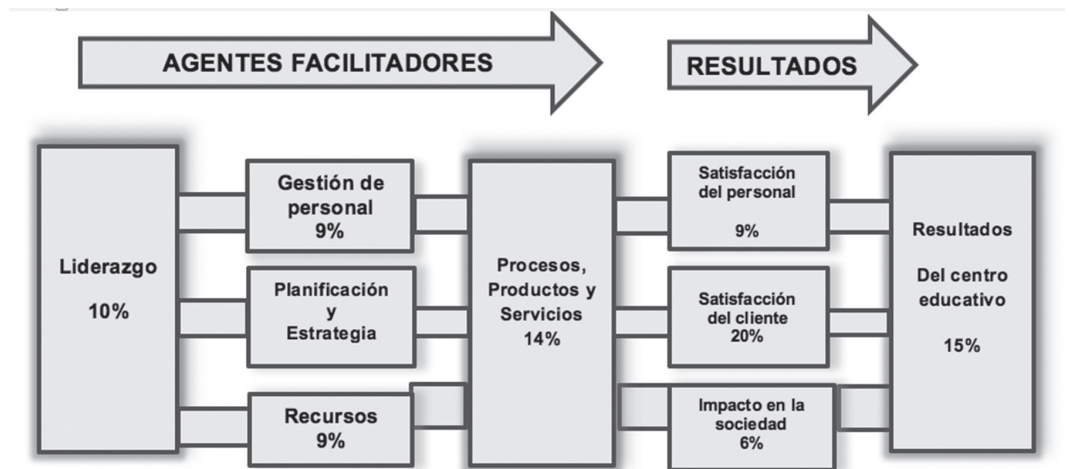 AGENTES FACILITADORES
RESULTADOS
Liderazgo
10%
Gestión de
personal
9%
Planificación
y
Estrategia
Recursos
9%
Procesos,
Productos y
Servicios
14%
Satisfacción
del personal
9%
Satisfacción
del cliente
20%
Impacto en la
sociedad
6%
Resultados
Del centro
educativo
15%